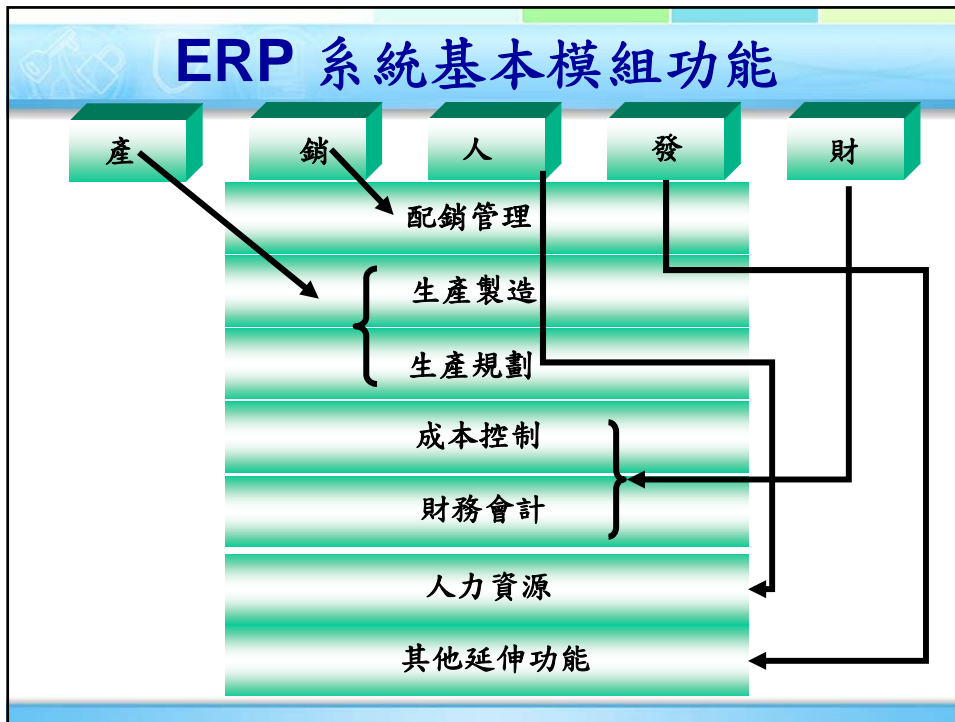 ERP 系統基本模組功能
產 銷 人 發 財
配銷管理
生產製造
生產規劃
成本控制
財務會計
人力資源
其他延伸功能